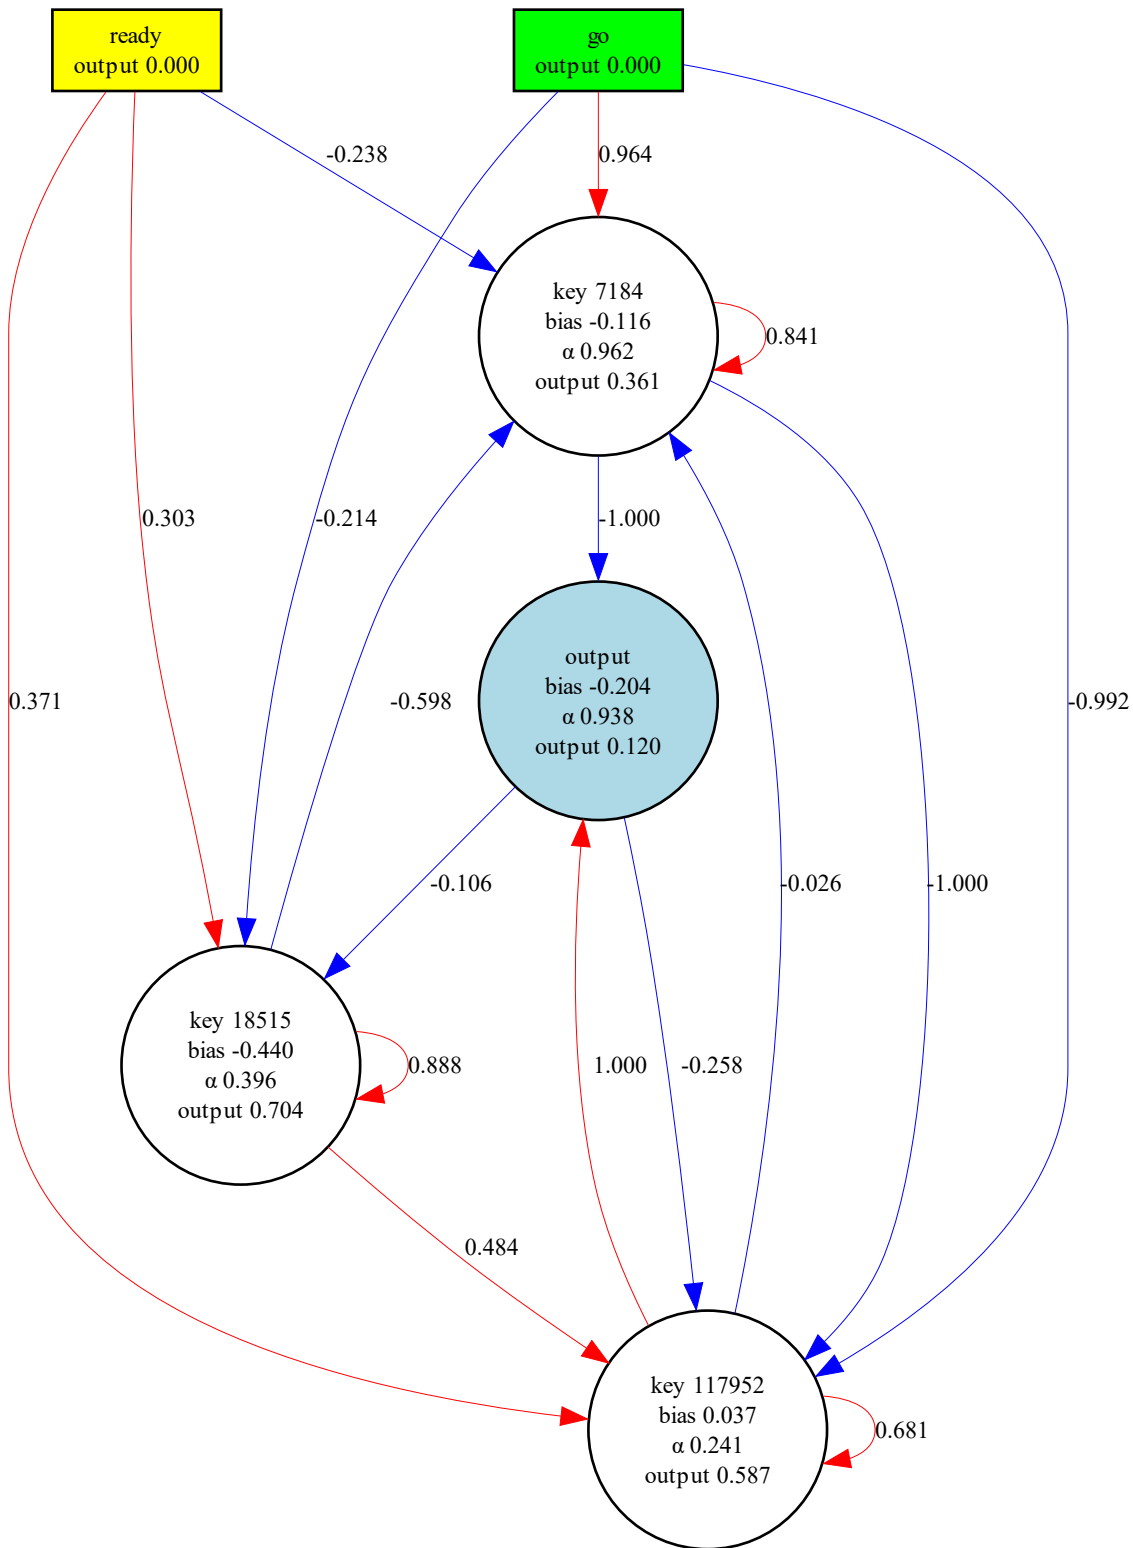 ready
output 0.000
go
output 0.000
-0.238
0.964
key 7184
bias -0.116
α 0.962
output 0.361
0.841
0.303
-0.214
-1.000
0.371
-0.598
output
bias -0.204
α 0.938
output 0.120
-0.992
-0.106
-0.026
-1.000
key 18515
bias -0.440
α 0.396
output 0.704
0.888
1.000
-0.258
0.484
key 117952
bias 0.037
α 0.241
output 0.587
0.681